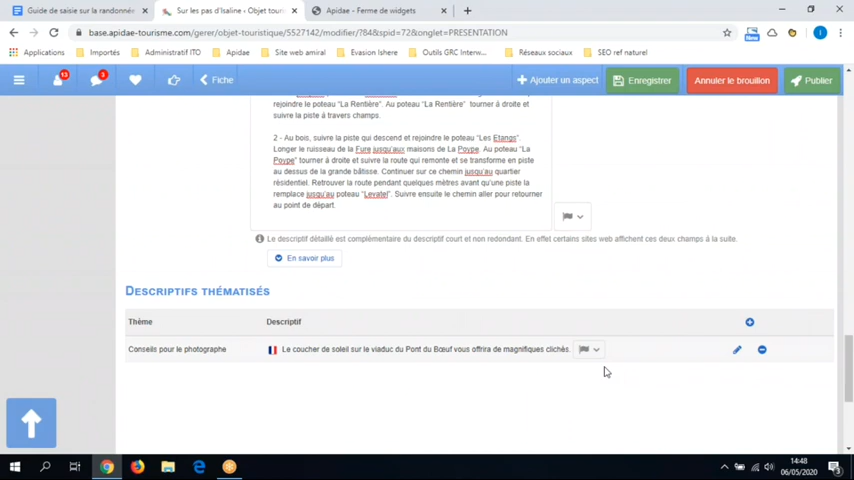 Guide de saisie sur la randonnée
Sur les pas d'Isaline - Objet touris
Apidae - Ferme de widgets
base.apidae-tourisme.com/gerer/objet-touristique/5527142/modifier/?84&spid=72&onglet=PRESENTATION
New
I
Applications
Importés
Administratif ITO
Apidae
Site web amiral
Evasion Ishere
Outils GRC Interw...
Réseaux sociaux
SEO ref naturel
13
3
Fiche
Ajouter un aspect
Enregistrer
Annuler le brouillon
Publier
rejoindre le poteau "La Rentière". Au poteau "La Rentière" tourner à droite et
suivre la piste à travers champs.
2 - Au bois, suivre la piste qui descend et rejoindre le poteau "Les Etangs".
Longer le ruisseau de la Fure jusqu'aux maisons de La Poype. Au poteau "La
Poype" tourner à droite et suivre la route qui remonte et se transforme en piste
au dessus de la grande bâtisse. Continuer sur ce chemin jusqu'au quartier
résidentiel. Retrouver la route pendant quelques mètres avant qu'une piste la
remplace jusqu'au poteau "Levatel". Suivre ensuite le chemin aller pour retourner
au point de départ.
Le descriptif détaillé est complémentaire du descriptif court et non redondant. En effet certains sites web affichent ces deux champs à la suite.
En savoir plus
DESCRIPTIFS THÉMATISÉS
Thème
Descriptif
Conseils pour le photographe
Le coucher de soleil sur le viaduc du Pont du Bœuf vous offrira de magnifiques clichés.
14:48
06/05/2020
3